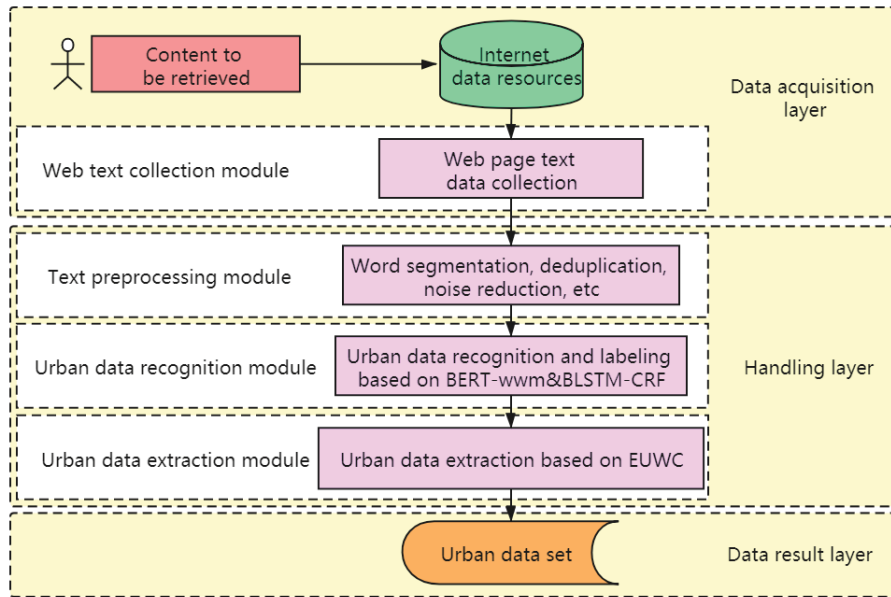 Content to
be retrieved
Internet
data resources
Data acquisition
layer
Web text collection module
Web page text
data collection
Text preprocessing module
Word segmentation, deduplication,
noise reduction, etc
Urban data recognition module
Urban data recognition and labeling
based on BERT-wwm&BLSTM-CRF
Handling layer
Urban data extraction module
Urban data extraction based on EUWC
Urban data set
Data result layer